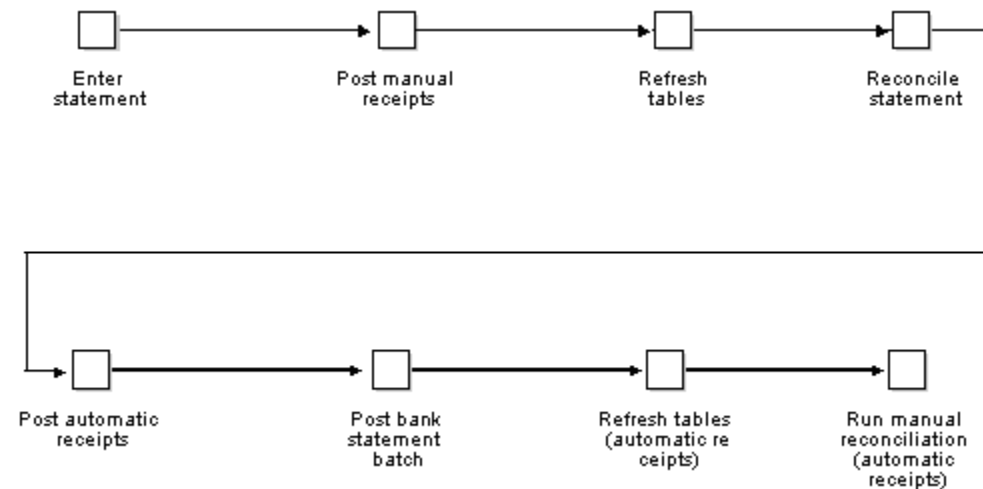 Enter
statement
Post manual
receipts
Refresh
tables
Reconcile
statement
Post automatic
receipts
Post bank
statement
batch
Refresh tables
(automatic re
ceipts)
Run manual
reconciliation
(automatic
receipts)